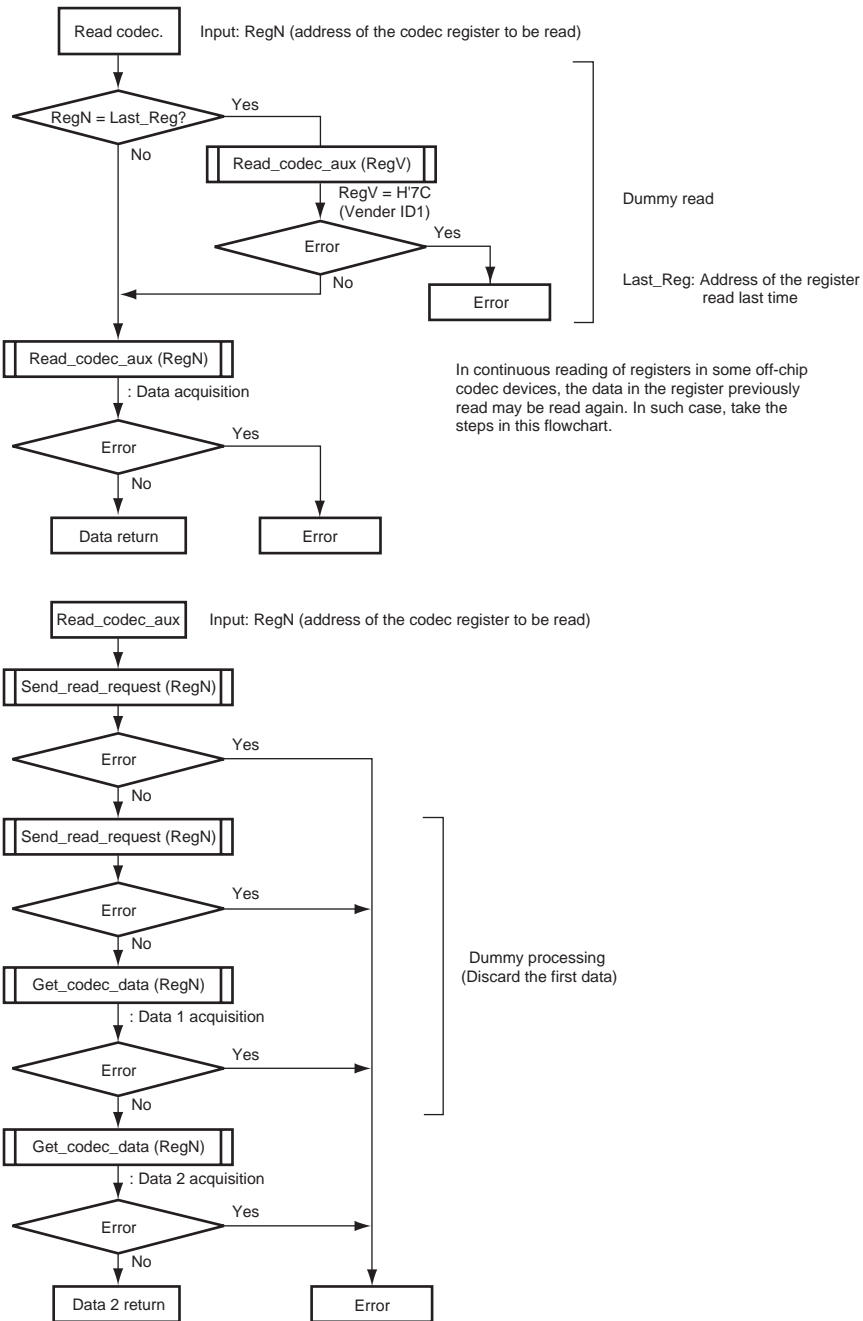 Read codec.
Input: RegN (address of the codec register to be read)
RegN = Last_Reg?
Yes
No
Read_codec_aux (RegV)
RegV = H'7C
(Vender ID1)
Error
Yes
No
Error
Dummy read
Last_Reg: Address of the register
read last time
Read_codec_aux (RegN)
: Data acquisition
Error
Yes
No
Data return
Error
In continuous reading of registers in some off-chip
codec devices, the data in the register previously
read may be read again. In such case, take the
steps in this flowchart.
Read_codec_aux
Input: RegN (address of the codec register to be read)
Send_read_request (RegN)
Error
Yes
No
Send_read_request (RegN)
Error
Yes
No
Get_codec_data (RegN)
: Data 1 acquisition
Error
Yes
No
Dummy processing
(Discard the first data)
Get_codec_data (RegN)
: Data 2 acquisition
Error
Yes
No
Data 2 return
Error